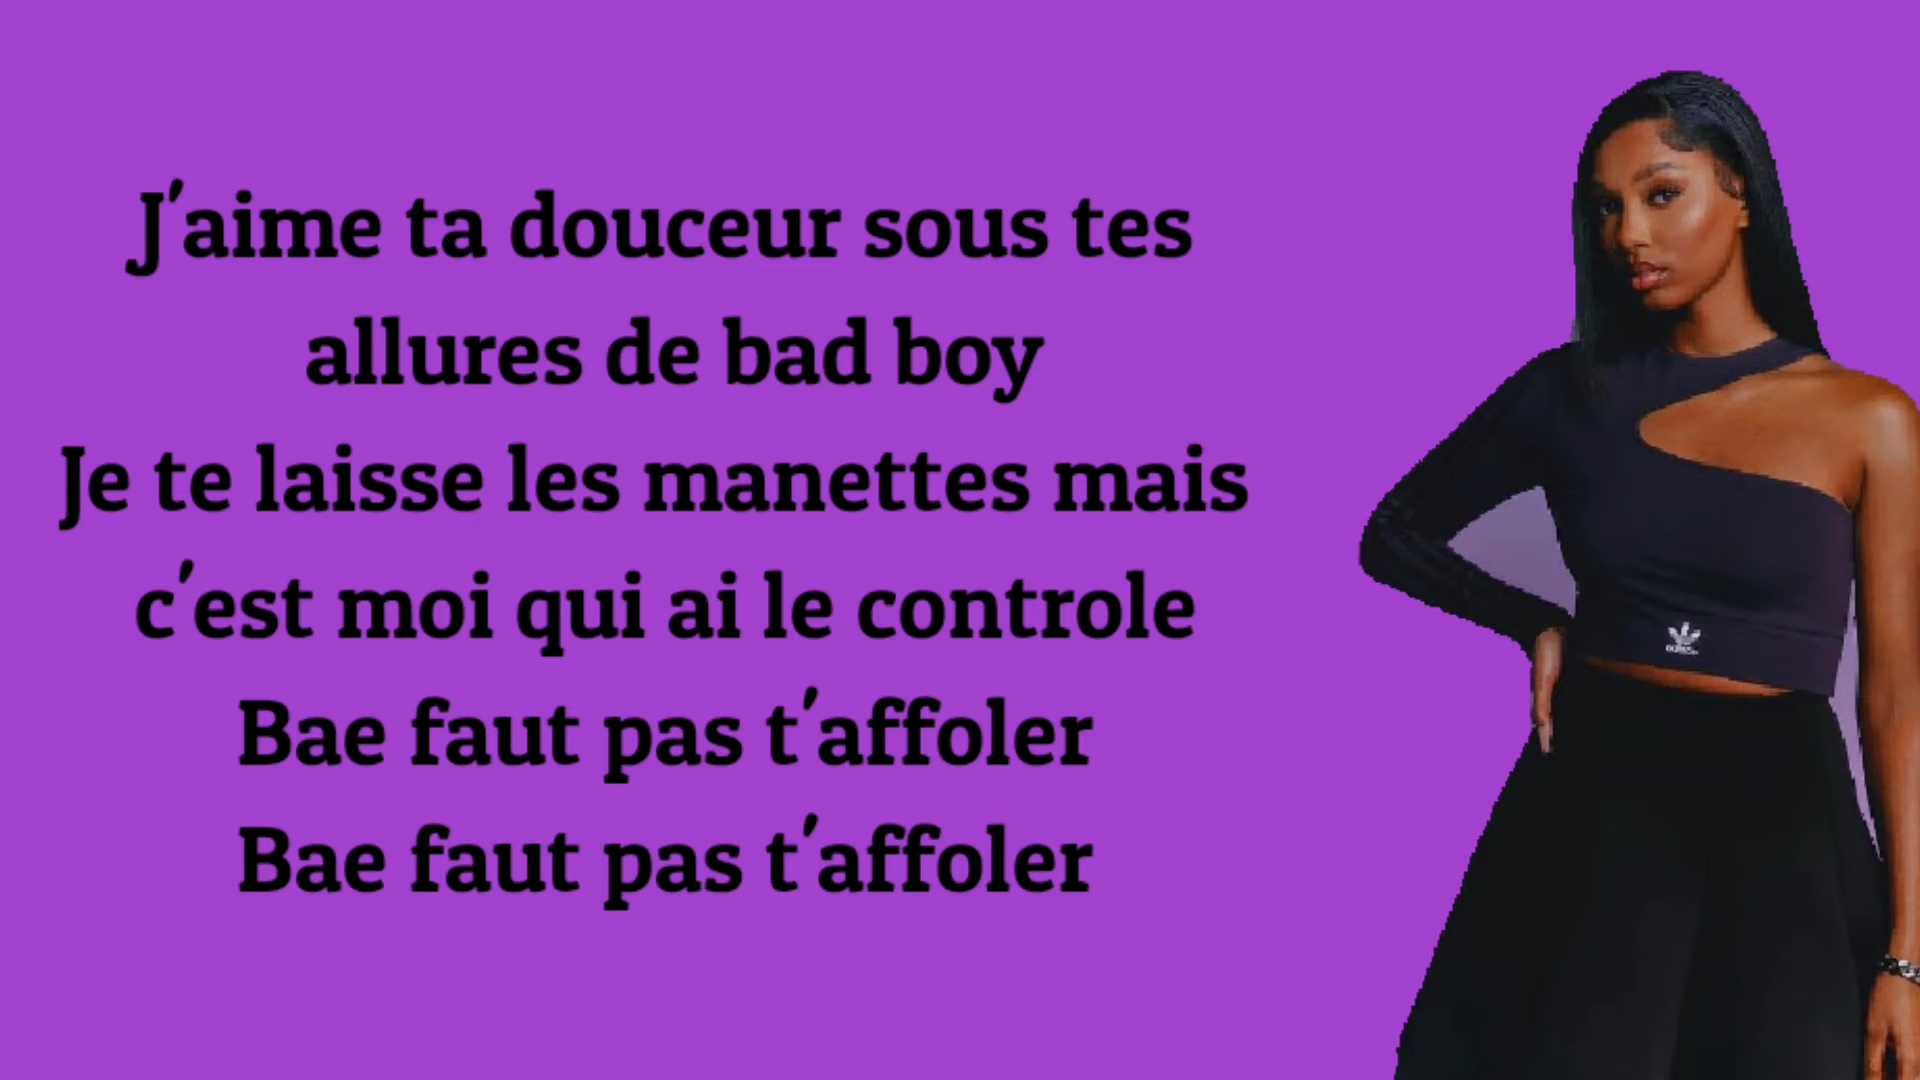 J'aime ta douceur sous tes
allures de bad boy
Je te laisse les manettes mais
c'est moi qui ai le controle
Bae faut pas t'affoler
Bae faut pas t'affoler